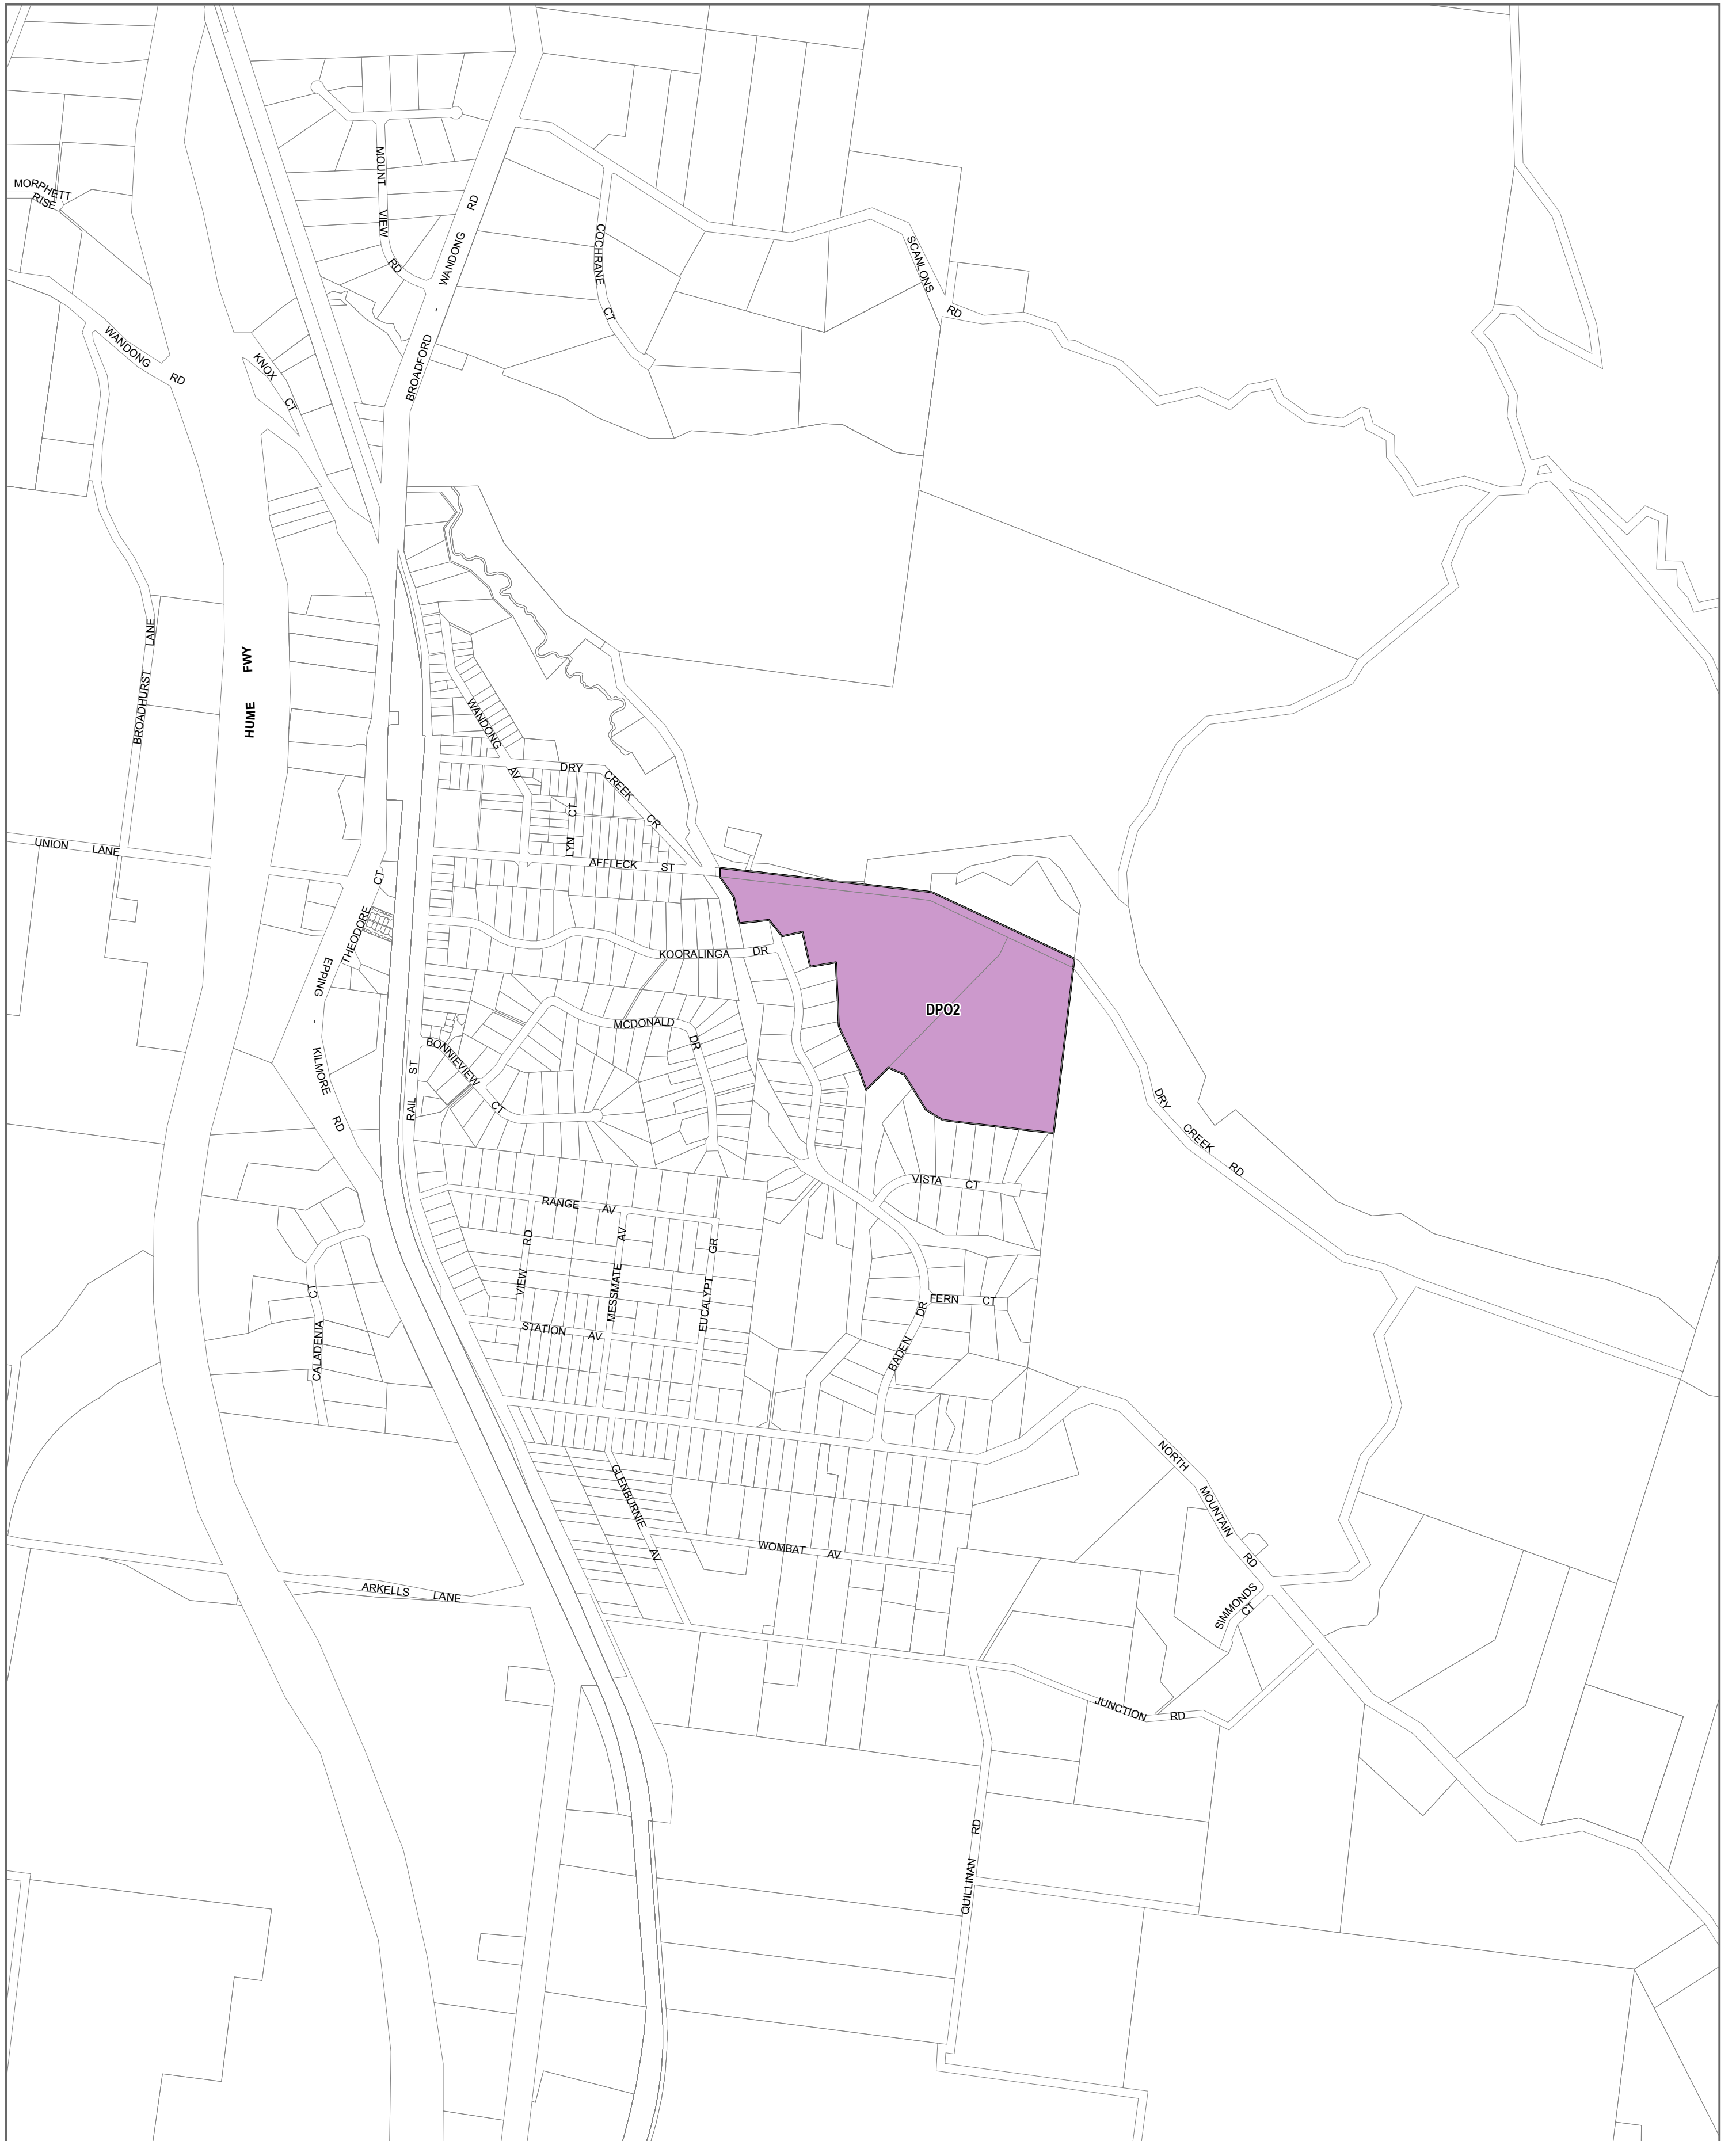 MORPHETT
RISE
MOUNT VIEW RD
BROADFORD - WANDONG RD
COCHRANE CT
SCANLONS RD
WANDONG RD
KNOX CT
BROADHURST LANE
HUME FWY
WANDONG AV
DRY CREEK CR
LYN CT
UNION LANE
AFFLECK ST
THEODORE CT
KOORALINGA DR
EPPING - KILMORE RD
DPO2
MCDONALD DR
BONNIEVIEW CT
RAIL ST
DRY CREEK RD
VISTA CT
RANGE AV
VIEW RD
MESSMATE AV
EUCALYPT GR
CALADENIA CT
FERN CT
STATION AV
BADEN DR
NORTH MOUNTAIN RD
GLENBURNIE AV
WOMBAT AV
ARKELLS LANE
SIMMONDS
CT
JUNCTION RD
QUILLINAN RD